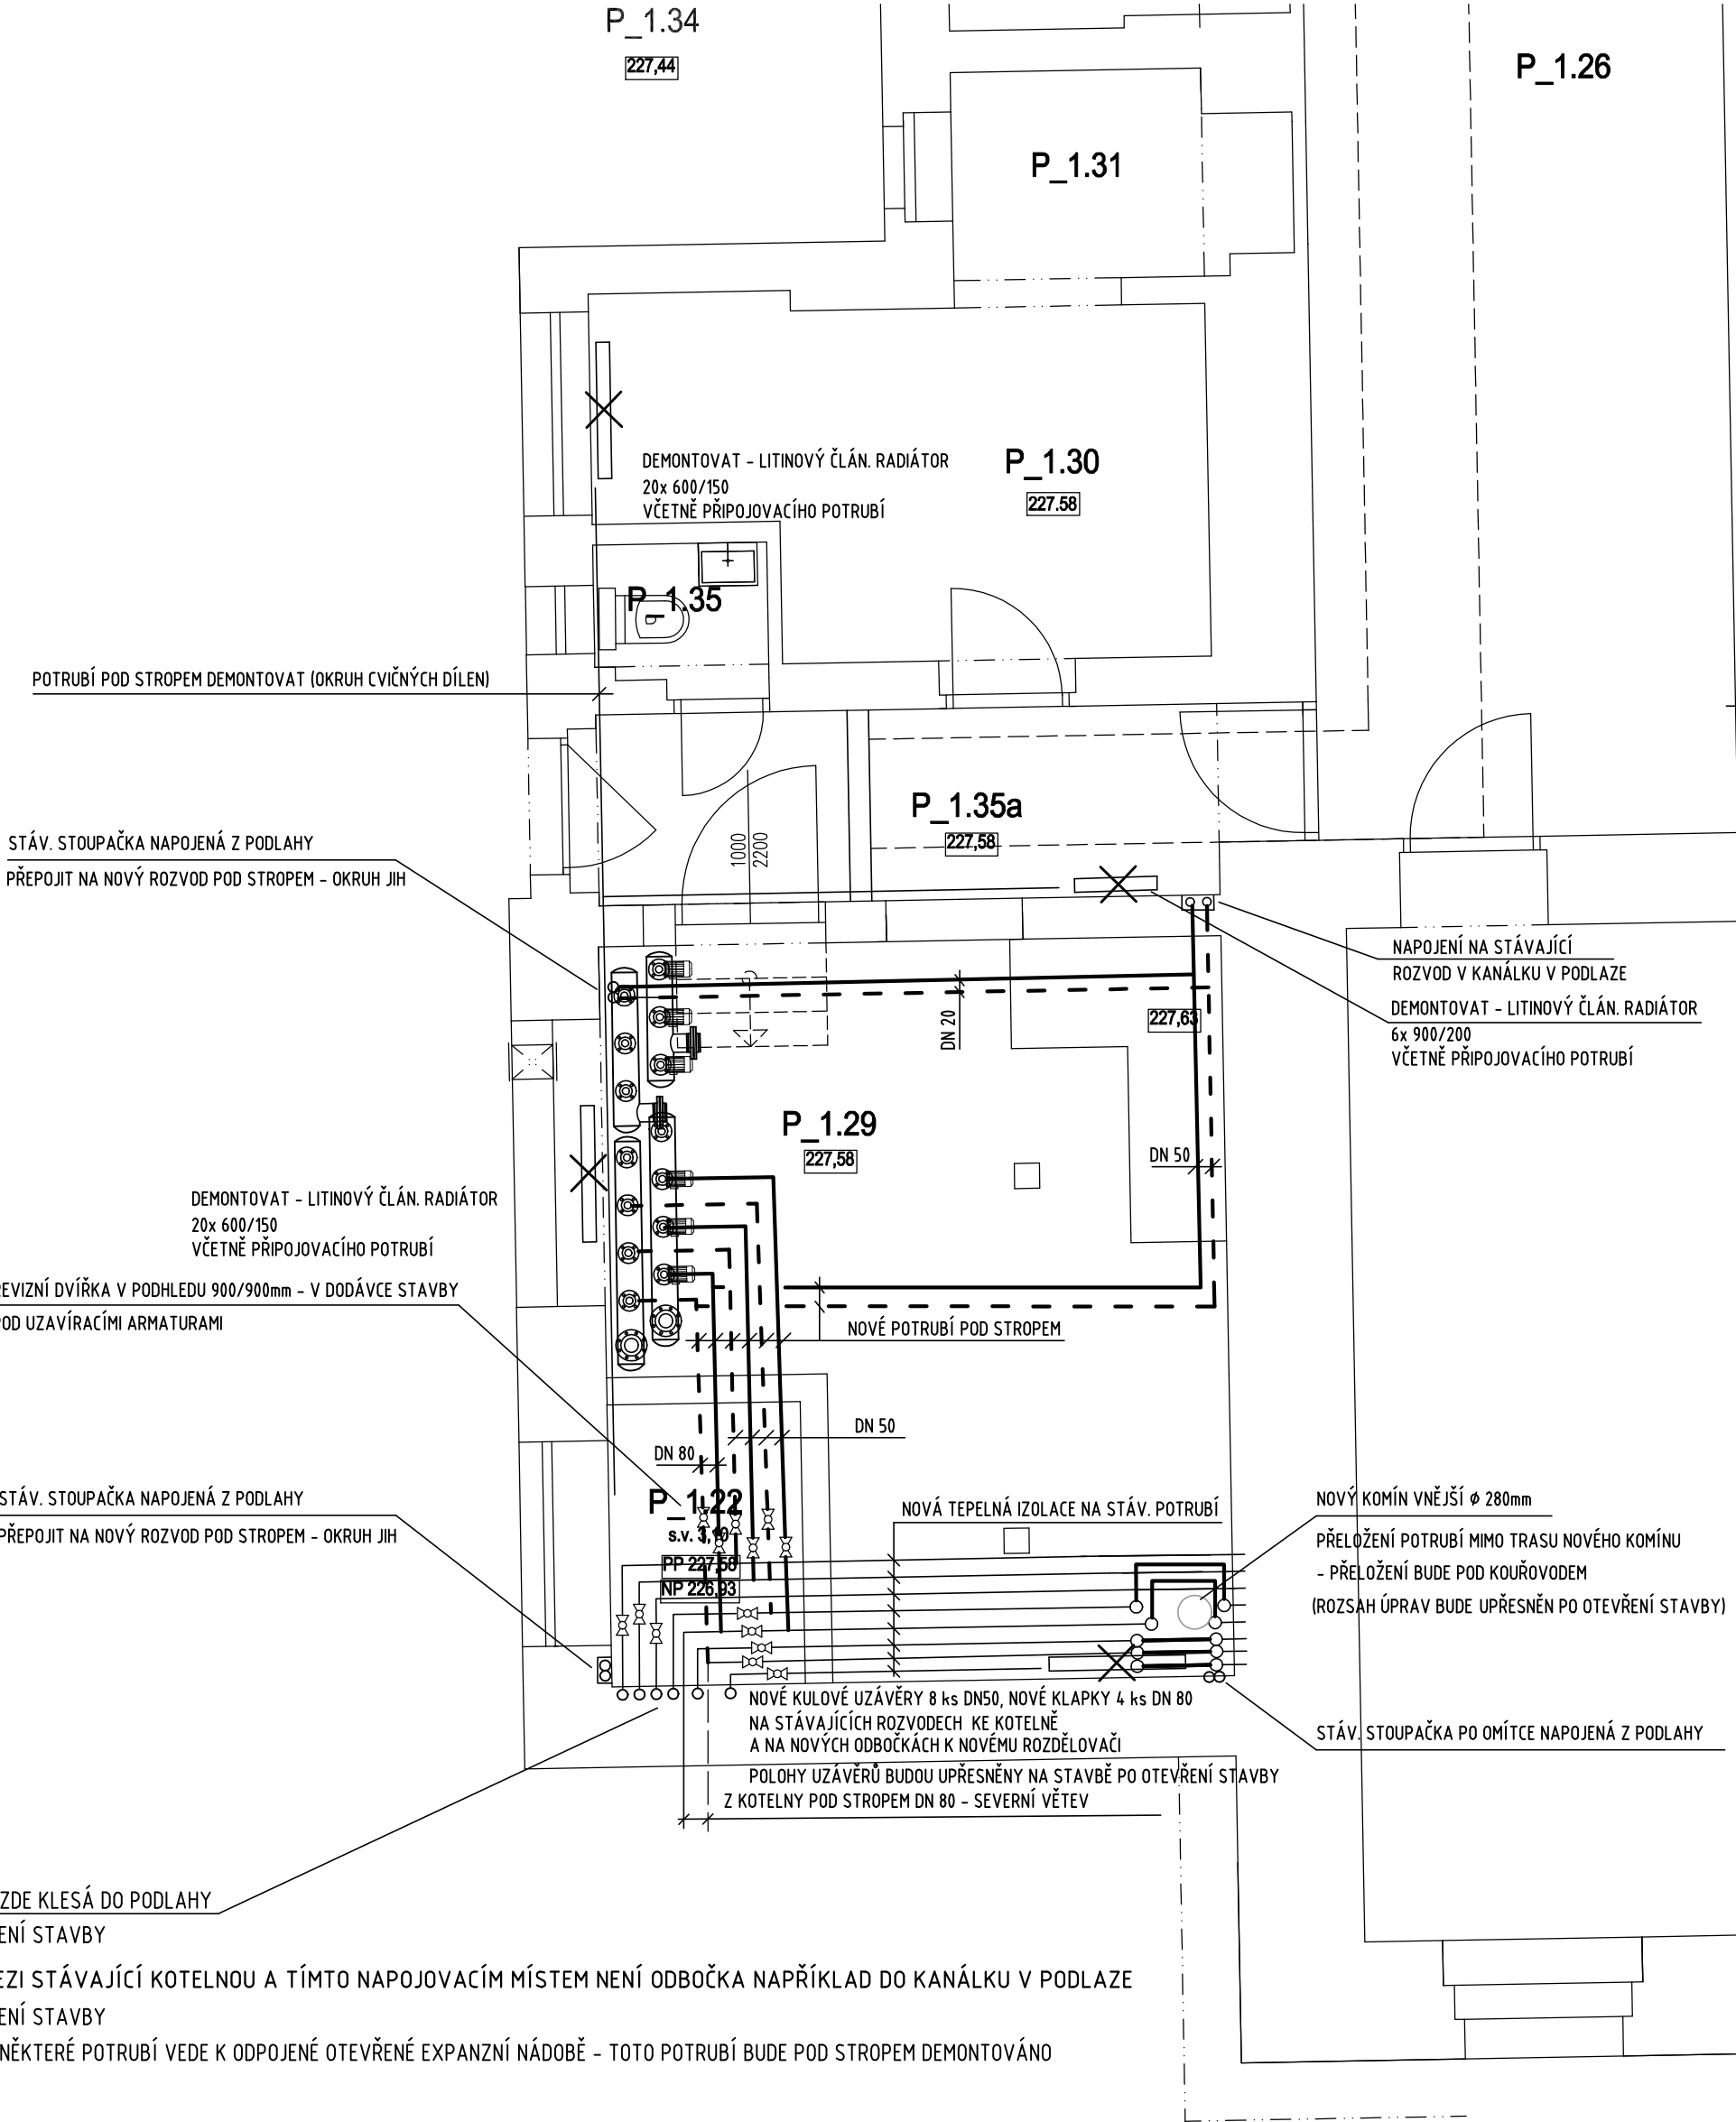 P_1.34
227,44
P_1.26
P_1.31
DEMONTOVAT - LITINOVÝ ČLÁN. RADIÁTOR
20x 600/150
VČETNĚ PŘIPOJOVACÍHO POTRUBÍ
P_1.30
227.58
P_1.35
POTRUBÍ POD STROPEM DEMONTOVAT (OKRUH CVIČNÝCH DÍLEN)
P_1.35a
227,58
1000
2200
STÁV. STOUPAČKA NAPOJENÁ Z PODLAHY
PŘEPOJIT NA NOVÝ ROZVOD POD STROPEM - OKRUH JIH
NAPOJENÍ NA STÁVAJÍCÍ
ROZVOD V KANÁLKU V PODLAZE
DEMONTOVAT - LITINOVÝ ČLÁN. RADIÁTOR
6x 900/200
VČETNĚ PŘIPOJOVACÍHO POTRUBÍ
DN 20
227,63
P_1.29
227,58
DN 50
DEMONTOVAT - LITINOVÝ ČLÁN. RADIÁTOR
20x 600/150
VČETNĚ PŘIPOJOVACÍHO POTRUBÍ
REVIZNÍ DVÍŘKA V PODHLEDU 900/900mm - V DODÁVCE STAVBY
POD UZAVÍRACÍMI ARMATURAMI
NOVÉ POTRUBÍ POD STROPEM
DN 50
DN 80
P_1.22
s.v. 3,10
PP 227,58
NP 226,93
STÁV. STOUPAČKA NAPOJENÁ Z PODLAHY
PŘEPOJIT NA NOVÝ ROZVOD POD STROPEM - OKRUH JIH
NOVÁ TEPELNÁ IZOLACE NA STÁV. POTRUBÍ
NOVÝ KOMÍN VNĚJŠÍ ϕ 280mm
PŘELOŽENÍ POTRUBÍ MIMO TRASU NOVÉHO KOMÍNU
- PŘELOŽENÍ BUDE POD KOUŘOVODEM
(ROZSAH ÚPRAV BUDE UPŘESNĚN PO OTEVŘENÍ STAVBY)
NOVÉ KULOVÉ UZÁVĚRY 8 ks DN50, NOVÉ KLAPKY 4 ks DN 80
NA STÁVAJÍCÍCH ROZVODECH KE KOTELNĚ
A NA NOVÝCH ODBOČKÁCH K NOVÉMU ROZDĚLOVAČI
POLOHY UZÁVĚRŮ BUDOU UPŘESNĚNY NA STAVBĚ PO OTEVŘENÍ STAVBY
Z KOTELNY POD STROPEM DN 80 - SEVERNÍ VĚTEV
STÁV. STOUPAČKA PO OMÍTCE NAPOJENÁ Z PODLAHY
ZDE KLESÁ DO PODLAHY
ENÍ STAVBY
EZI STÁVAJÍCÍ KOTELNOU A TÍMTO NAPOJOVACÍM MÍSTEM NENÍ ODBOČKA NAPŘÍKLAD DO KANÁLKU V PODLAZE
ENÍ STAVBY
NĚKTERÉ POTRUBÍ VEDE K ODPOJENÉ OTEVŘENÉ EXPANZNÍ NÁDOBĚ - TOTO POTRUBÍ BUDE POD STROPEM DEMONTOVÁNO